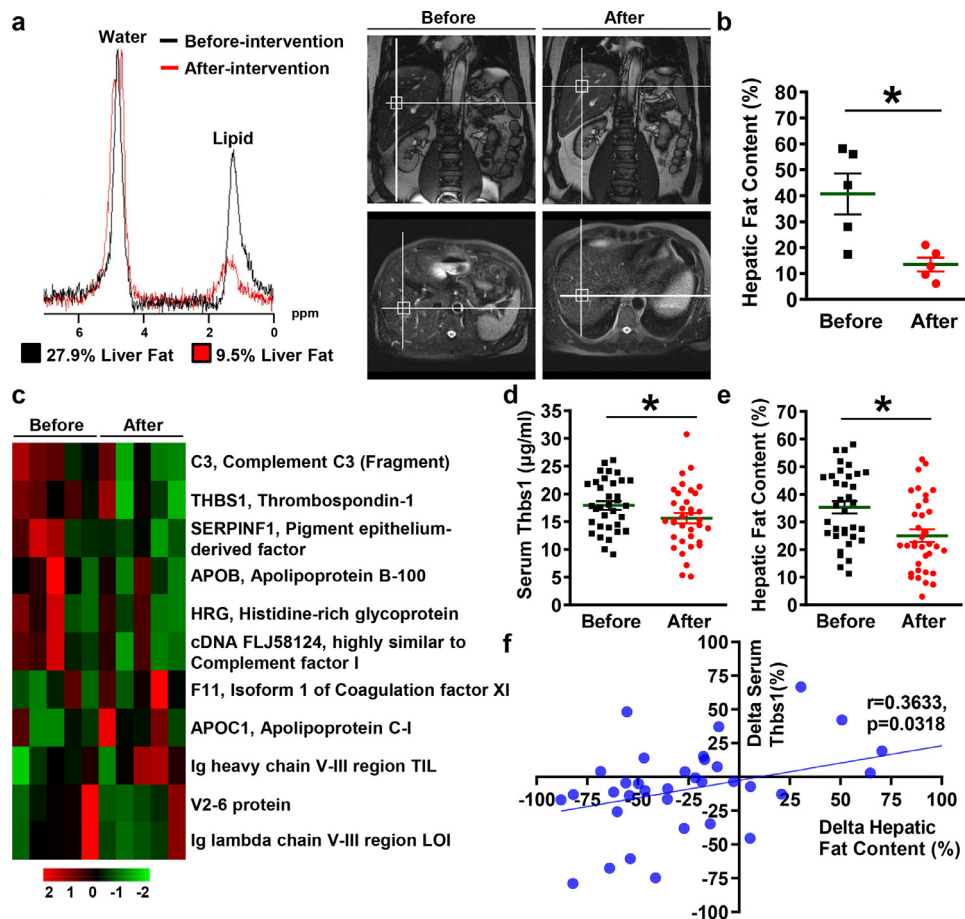 a
Water
Before-intervention
After-intervention
Lipid
6
4
2
0
ppm
27.9% Liver Fat
9.5% Liver Fat
Before
After
b
Hepatic Fat Content (%)
80
70
60
50
40
30
20
10
0
*
Before
After
c
Before
After
C3, Complement C3 (Fragment)
THBS1, Thrombospondin-1
SERPINF1, Pigment epithelium-
derived factor
APOB, Apolipoprotein B-100
HRG, Histidine-rich glycoprotein
cDNA FLJ58124, highly similar to
Complement factor I
F11, Isoform 1 of Coagulation factor XI
APOC1, Apolipoprotein C-I
Ig heavy chain V-III region TIL
V2-6 protein
Ig lambda chain V-III region LOI
2
1
0
-1
-2
d
Serum Thbs1 (μg/ml)
35
30
25
20
15
10
5
0
*
Before
After
e
Hepatic Fat Content (%)
70
60
50
40
30
20
10
0
*
Before
After
f
Delta Serum
Thbs1(%)
100
75
50
25
-25
-50
-75
-100
-100
-75
-50
-25
25
50
75
100
r=0.3633,
p=0.0318
Delta Hepatic
Fat Content (%)